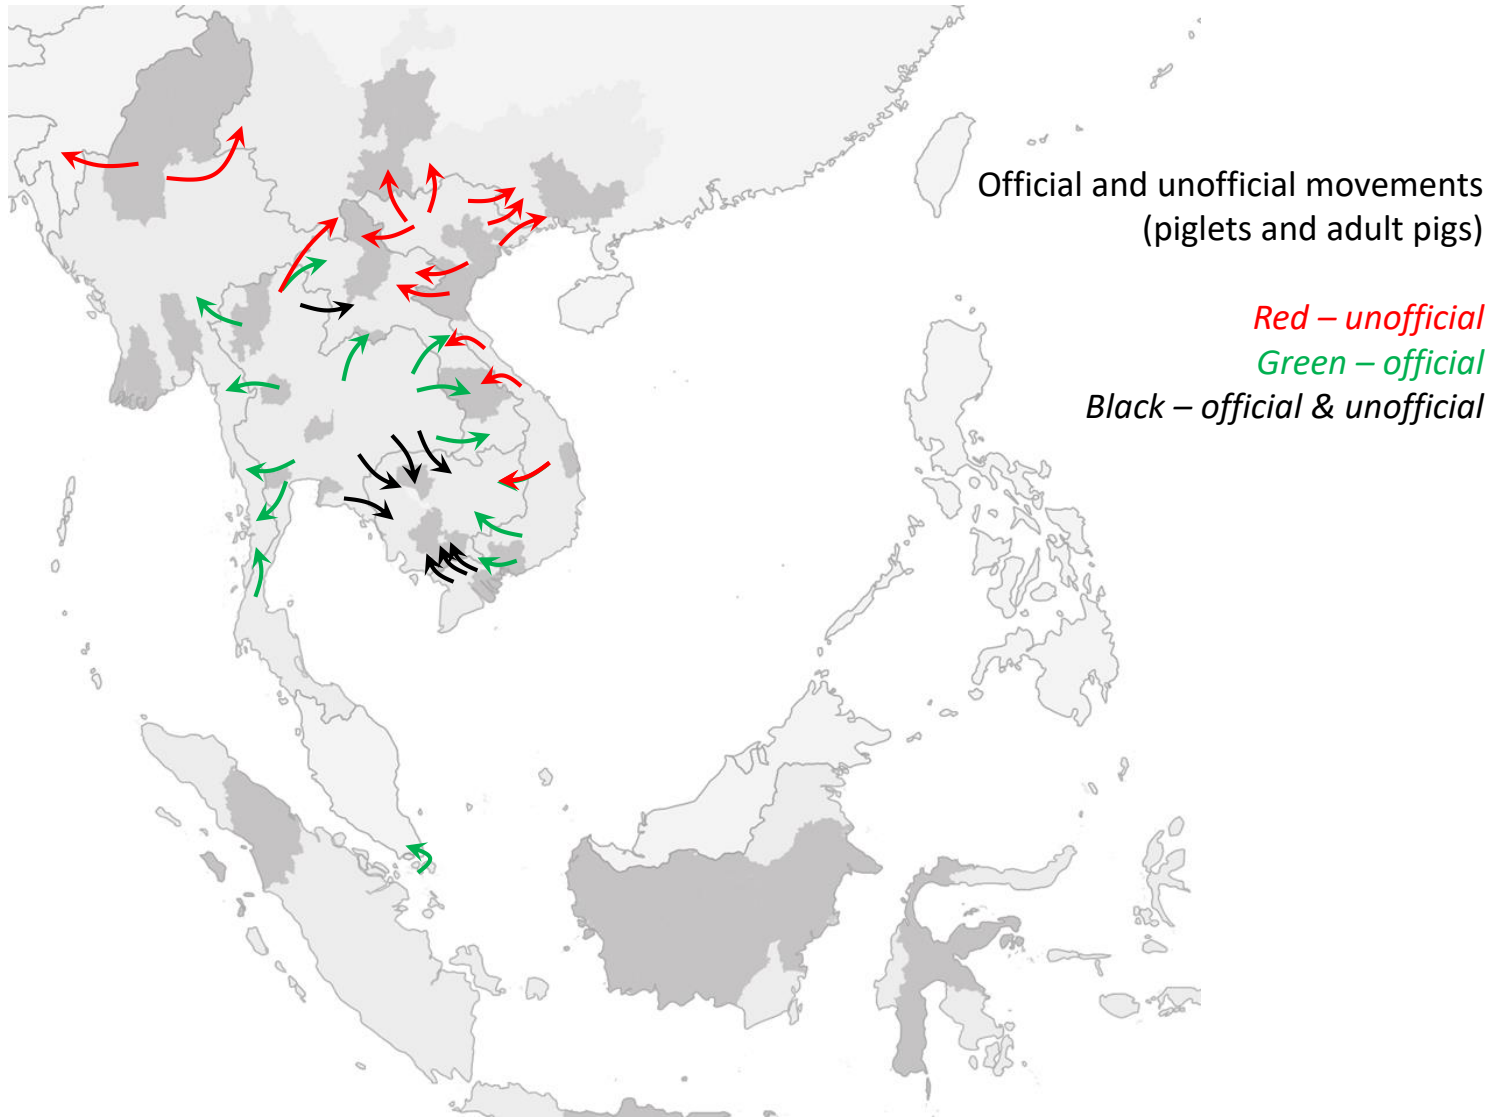 Official and unofficial movements
(piglets and adult pigs)
Red – unofficial
Green – official
Black – official & unofficial